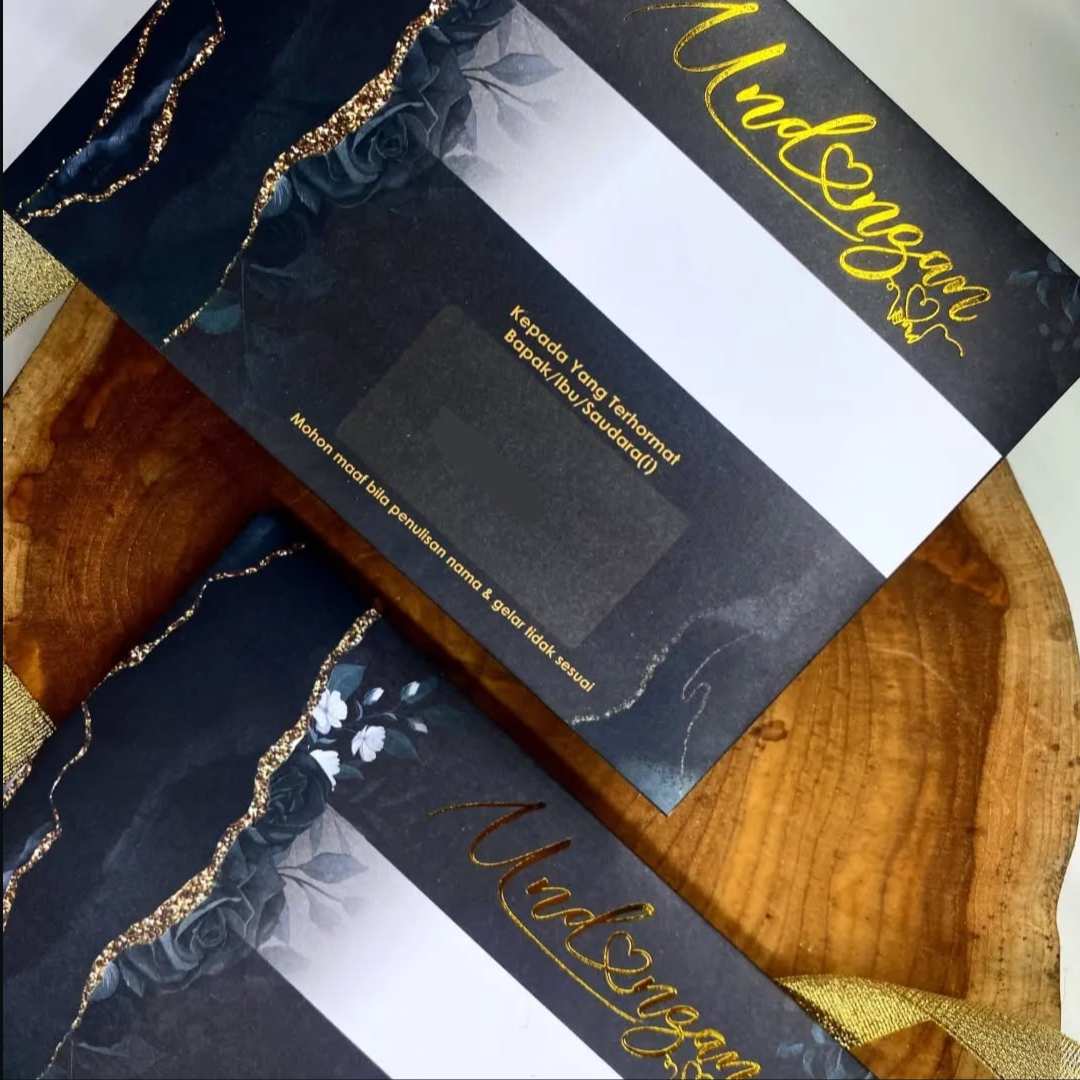 Undangan
Kepada Yang Terhormat
Bapak/Ibu/Saudara(i)
Mohon maaf bila penulisan nama & gelar tidak sesuai
Undangan